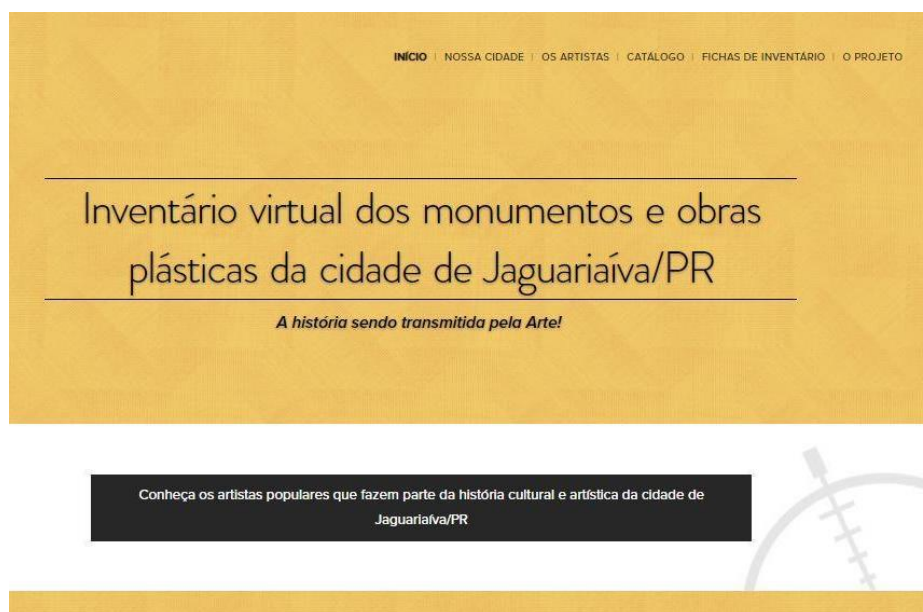 INÍCIO | NOSSA CIDADE | OS ARTISTAS | CATÁLOGO | FICHAS DE INVENTÁRIO | O PROJETO
Inventário virtual dos monumentos e obras
plásticas da cidade de Jaguariaíva/PR
A história sendo transmitida pela Arte!
Conheça os artistas populares que fazem parte da história cultural e artística da cidade de
Jaguariaíva/PR